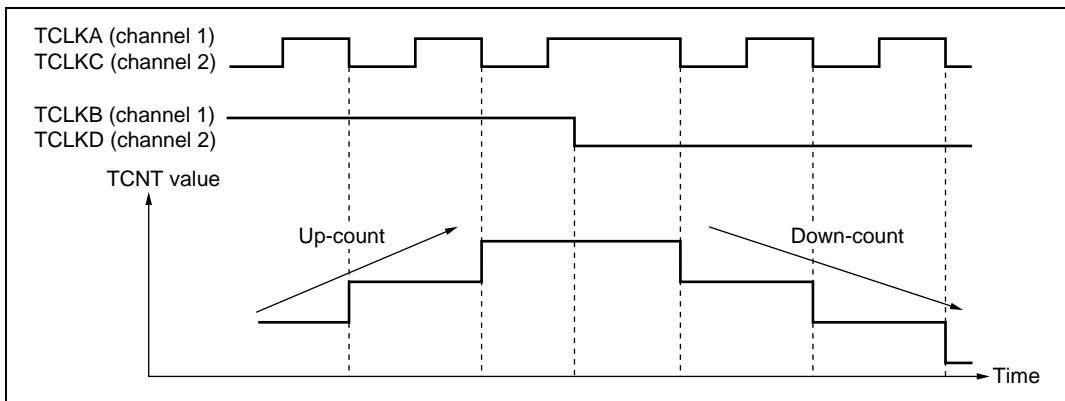 TCLKA (channel 1)
TCLKC (channel 2)
TCLKB (channel 1)
TCLKD (channel 2)
TCNT value
Up-count
Down-count
Time